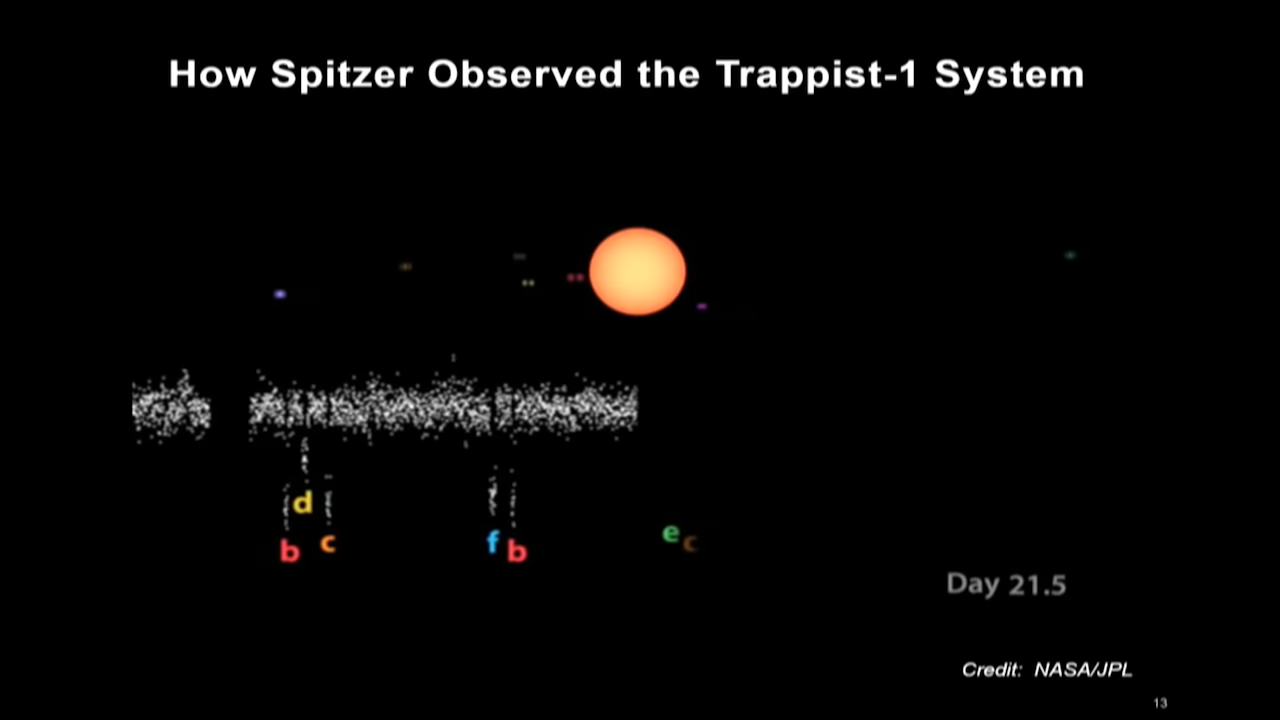 How Spitzer Observed the Trappist-1 System
d
b c f b e c
Day 21.5
Credit: NASA/JPL
13